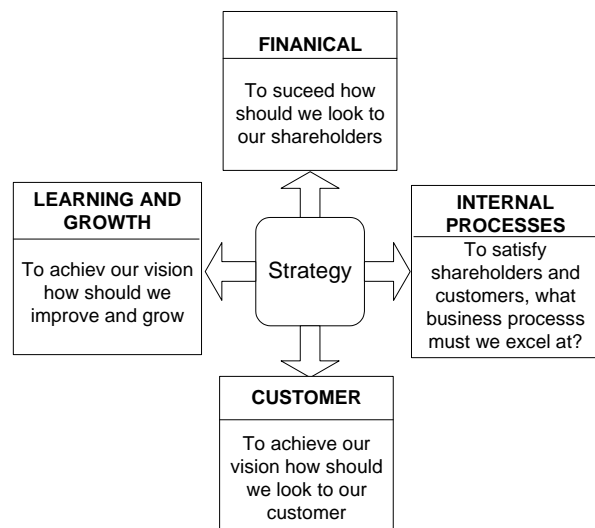 FINANICAL
To suceed how
should we look to
our shareholders
LEARNING AND
GROWTH
To achiev our vision
how should we
improve and grow
Strategy
INTERNAL
PROCESSES
To satisfy
shareholders and
customers, what
business processs
must we excel at?
CUSTOMER
To achieve our
vision how should
we look to our
customer